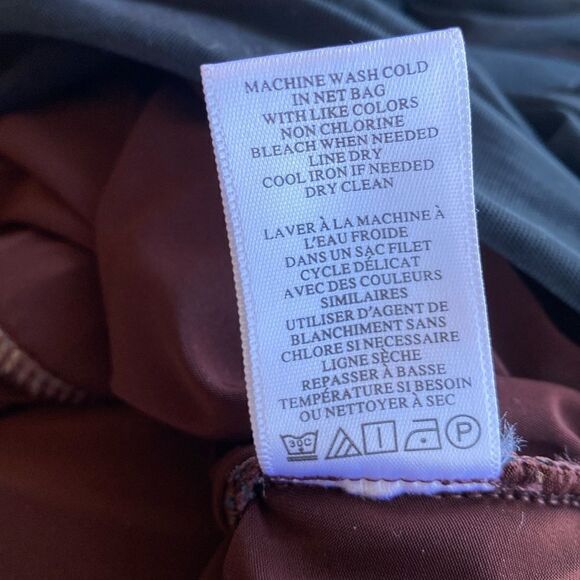 MACHINE WASH COLD
IN NET BAG
WITH LIKE COLORS
NON CHLORINE
BLEACH WHEN NEEDED
LINE DRY
COOL IRON IF NEEDED
DRY CLEAN
LAVER À LA MACHINE À
L'EAU FROIDE
DANS UN SAC FILET
CYCLE DÉLICAT
AVEC DES COULEURS
SIMILAIRES
UTILISER D'AGENT DE
BLANCHIMENT SANS
CHLORE SI NECESSAIRE
LIGNE SÈCHE
REPASSER À BASSE
TEMPÉRATURE SI BESOIN
OU NETTOYER À SEC
30C P